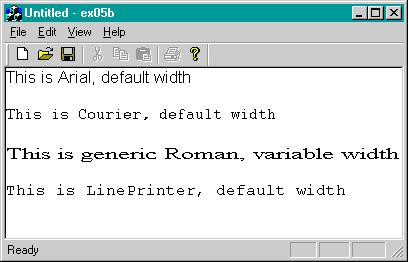 Untitled - ex05b
File Edit View Help
This is Arial, default width
This is Courier, default width
This is generic Roman, variable width
This is LinePrinter, default width
Ready